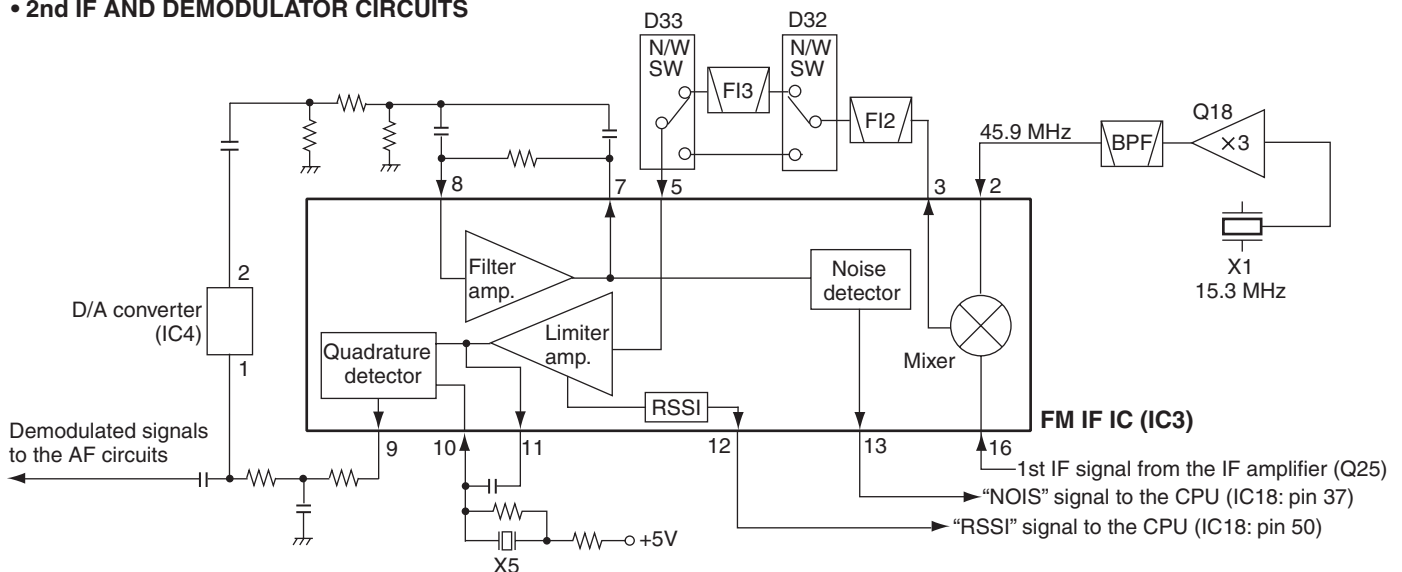 • 2nd IF AND DEMODULATOR CIRCUITS
D33
D32
N/W
SW
N/W
SW
FI3
FI2
Q18
45.9 MHz
BPF
×3
8
7
5
3
2
X1
15.3 MHz
Filter
amp.
Noise
detector
2
D/A converter
(IC4)
1
Limiter
amp.
Quadrature
detector
Mixer
RSSI
FM IF IC (IC3)
Demodulated signals
to the AF circuits
9
10
11
12
13
16
1st IF signal from the IF amplifier (Q25)
“NOIS” signal to the CPU (IC18: pin 37)
“RSSI” signal to the CPU (IC18: pin 50)
+5V
X5